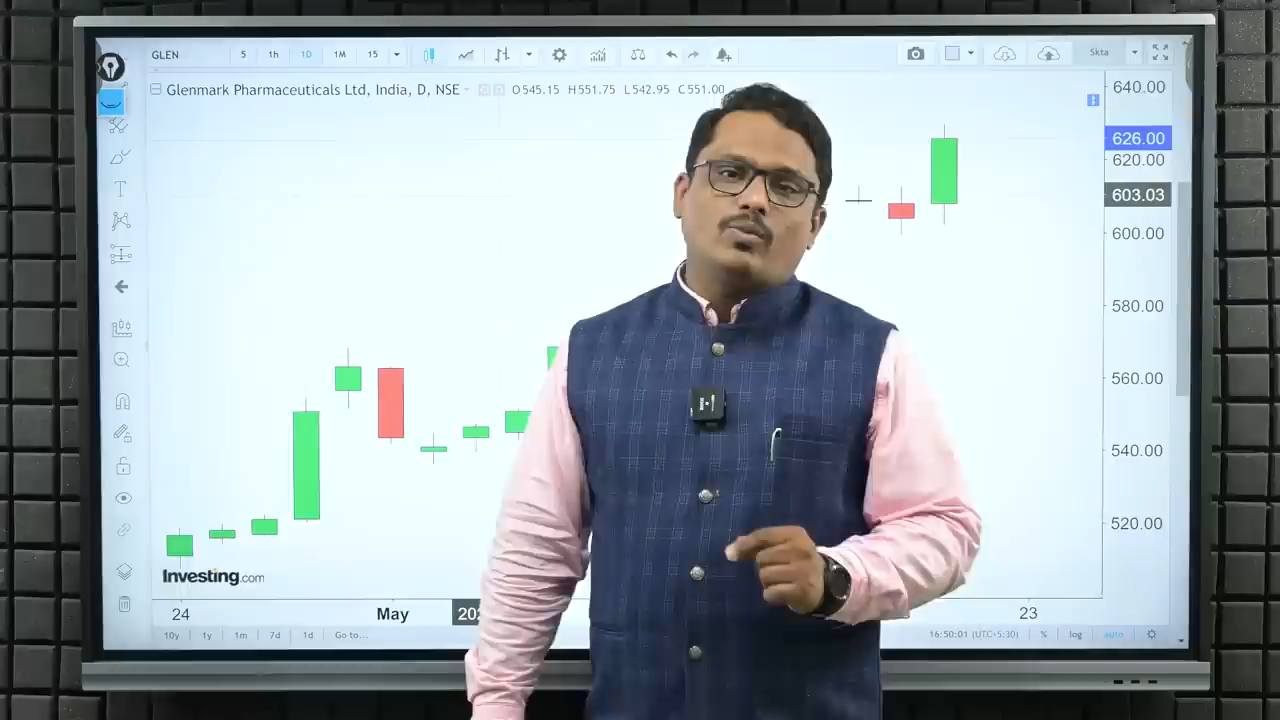 GLEN 5 1h 1D 1M 15 Skta
Glenmark Pharmaceuticals Ltd, India, D, NSE O545.15 H551.75 L542.95 C551.00
640.00
626.00
620.00
603.03
600.00
580.00
560.00
540.00
520.00
Investing.com
24 May 23
10y 1y 1m 7d 1d Go to... 16:50:01 (UTC+5:30) % log auto